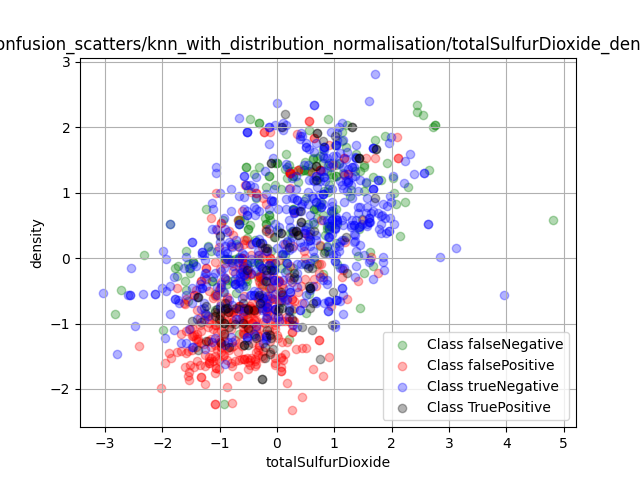 onfusion_scatters/knn_with_distribution_normalisation/totalSulfurDioxide_den
3
2
1
0
−1
−2
density
−3 −2 −1 0 1 2 3 4 5
totalSulfurDioxide
Class falseNegative
Class falsePositive
Class trueNegative
Class TruePositive